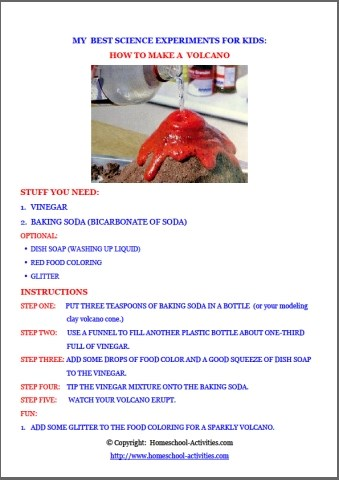 MY BEST SCIENCE EXPERIMENTS FOR KIDS:
HOW TO MAKE A VOLCANO
STUFF YOU NEED:
1. VINEGAR
2. BAKING SODA (BICARBONATE OF SODA)
OPTIONAL:
• DISH SOAP (WASHING UP LIQUID)
• RED FOOD COLORING
• GLITTER
INSTRUCTIONS
STEP ONE: PUT THREE TEASPOONS OF BAKING SODA IN A BOTTLE (or your modeling
clay volcano cone.)
STEP TWO: USE A FUNNEL TO FILL ANOTHER PLASTIC BOTTLE ABOUT ONE-THIRD
FULL OF VINEGAR.
STEP THREE: ADD SOME DROPS OF FOOD COLOR AND A GOOD SQUEEZE OF DISH SOAP
TO THE VINEGAR.
STEP FOUR: TIP THE VINEGAR MIXTURE ONTO THE BAKING SODA.
STEP FIVE: WATCH YOUR VOLCANO ERUPT.
FUN:
1. ADD SOME GLITTER TO THE FOOD COLORING FOR A SPARKLY VOLCANO.
© Copyright: Homeschool-Activities.com
http://www.homeschool-activities.com